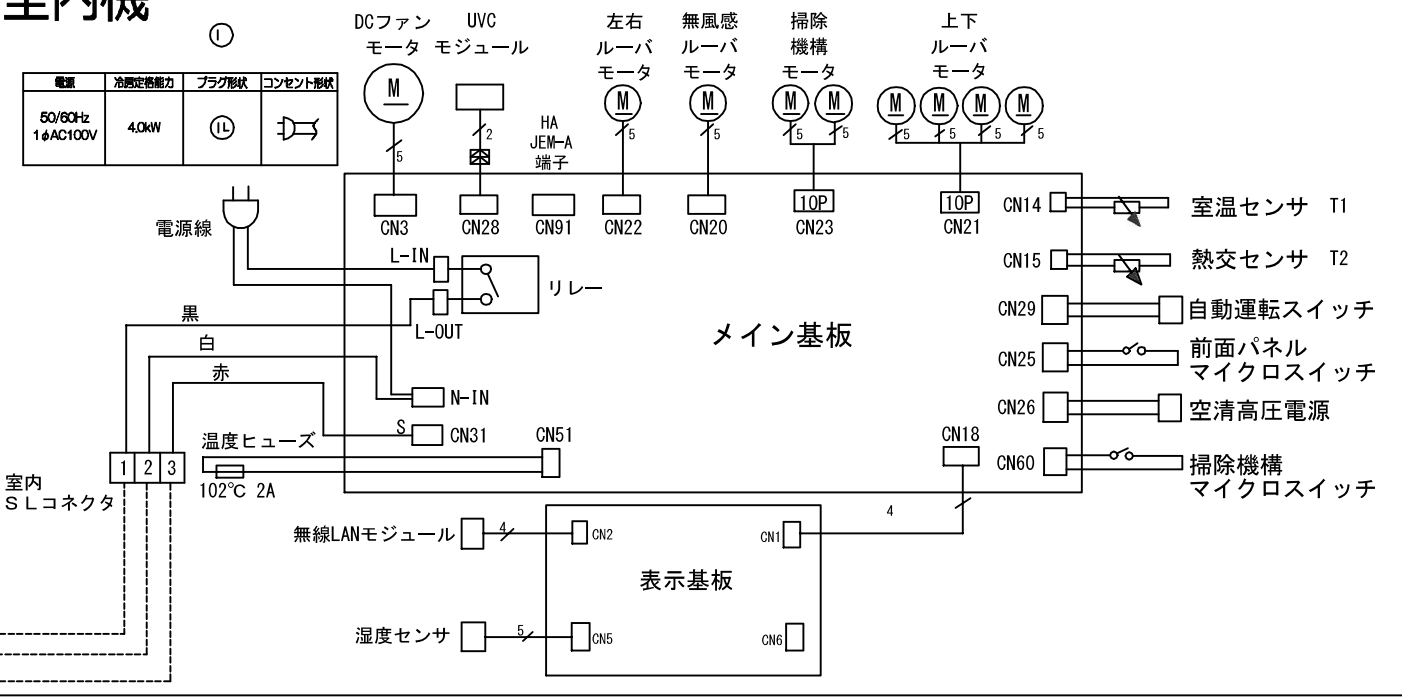 室内機
電源 冷房定格能力 プラグ形状 コンセント形状
50/60Hz
1φAC100V
4.0kW
DCファン
モータ
UVC
モジュール
左右
ルーバ
モータ
無風感
ルーバ
モータ
掃除
機構
モータ
上下
ルーバ
モータ
M
M
M
M
M
M
M
M
M
5
2
5
5
5
5
5
5
5
5
HA
JEM-A
端子
CN3
CN28
CN91
CN22
CN20
10P
CN23
10P
CN21
CN14
室温センサ T1
CN15
熱交センサ T2
CN29
自動運転スイッチ
CN25
前面パネル
マイクロスイッチ
CN26
空清高圧電源
CN60
掃除機構
マイクロスイッチ
電源線
L-IN
リレー
L-OUT
黒
白
赤
N-IN
S
CN31
メイン基板
温度ヒューズ
102℃ 2A
CN51
CN18
4
1 2 3
室内
SLコネクタ
無線LANモジュール
4
CN2
CN1
表示基板
湿度センサ
5
CN5
CN6